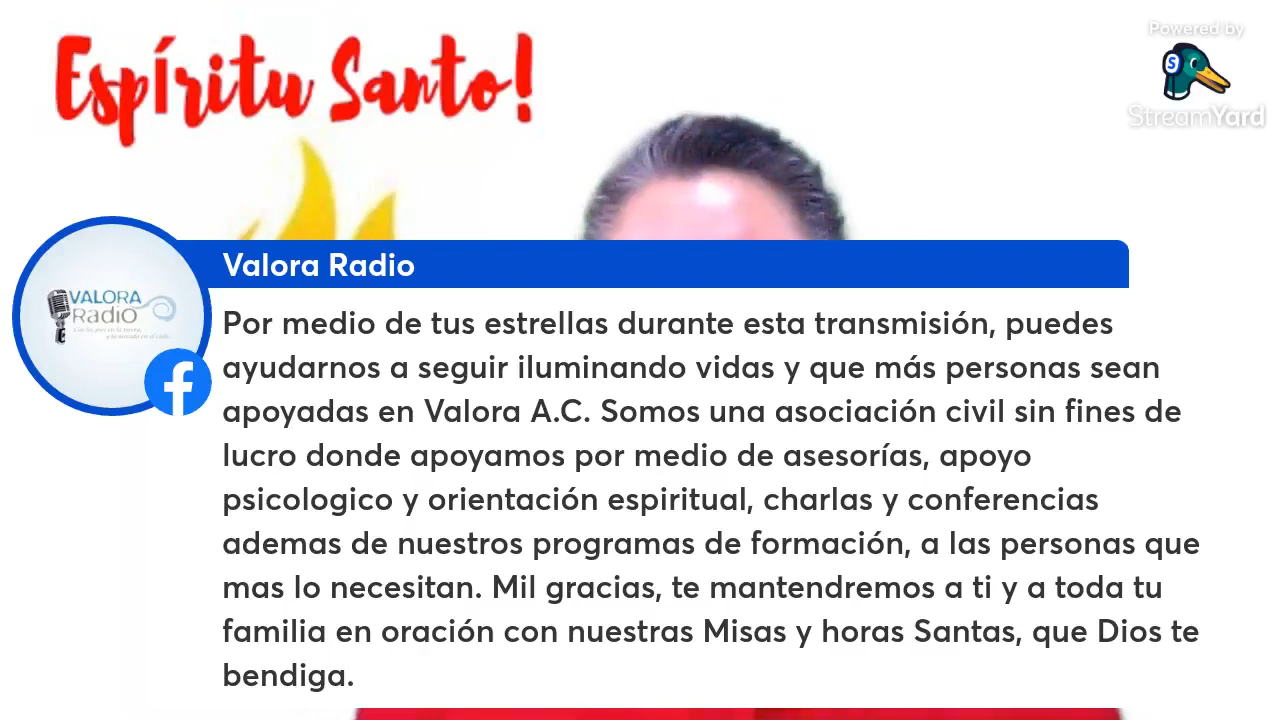 Espíritu Santo!
Powered by
StreamYard
Valora Radio
VALORA
RADIO
Por medio de tus estrellas durante esta transmisión, puedes
ayudarnos a seguir iluminando vidas y que más personas sean
apoyadas en Valora A.C. Somos una asociación civil sin fines de
lucro donde apoyamos por medio de asesorías, apoyo
psicologico y orientación espiritual, charlas y conferencias
ademas de nuestros programas de formación, a las personas que
mas lo necesitan. Mil gracias, te mantendremos a ti y a toda tu
familia en oración con nuestras Misas y horas Santas, que Dios te
bendiga.